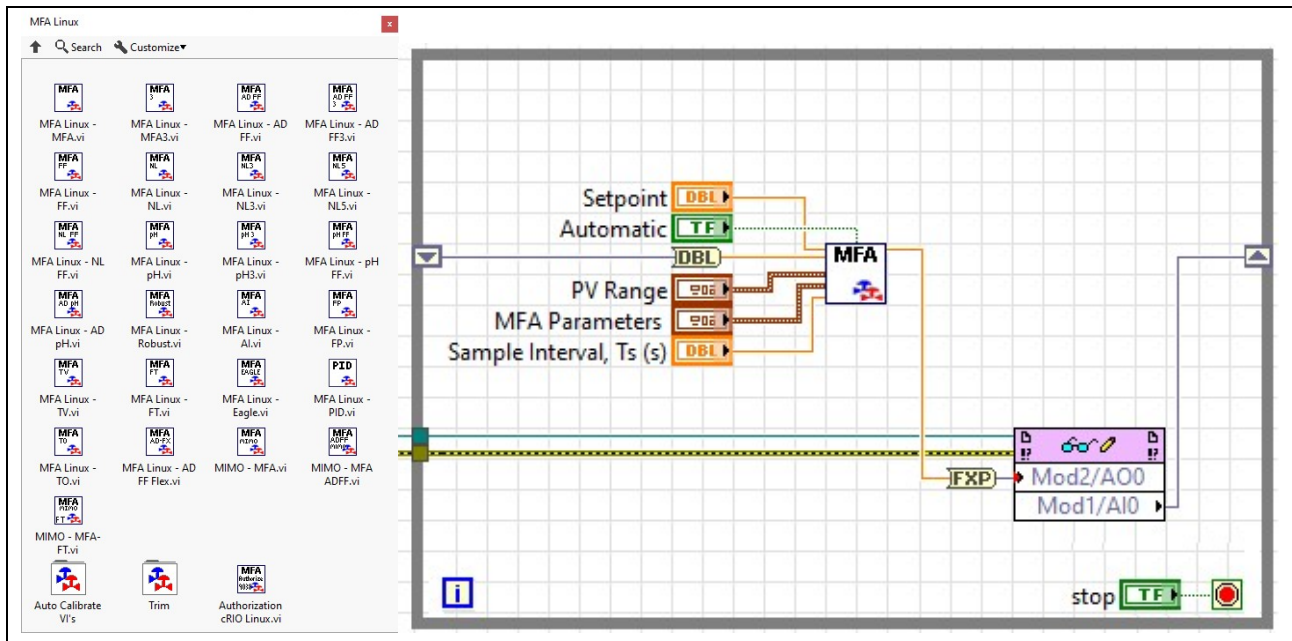 MFA Linux
x
Search Customize
MFA
MFA 3
MFA AD FF
MFA AD FF 3
MFA Linux - MFA.vi
MFA Linux - MFA3.vi
MFA Linux - AD FF.vi
MFA Linux - AD FF3.vi
MFA FF
MFA NL
MFA NL3
MFA NL5
MFA Linux - FF.vi
MFA Linux - NL.vi
MFA Linux - NL3.vi
MFA Linux - NL5.vi
MFA NL FF
MFA pH
MFA pH3
MFA pH FF
MFA Linux - NL FF.vi
MFA Linux - pH.vi
MFA Linux - pH3.vi
MFA Linux - pH FF.vi
MFA AD pH
MFA Robust
MFA AI
MFA FP
MFA Linux - AD pH.vi
MFA Linux - Robust.vi
MFA Linux - AI.vi
MFA Linux - FP.vi
MFA TV
MFA FT
MFA EAGLE
PID
MFA Linux - TV.vi
MFA Linux - FT.vi
MFA Linux - Eagle.vi
MFA Linux - PID.vi
MFA TO
MFA AD-FX
MFA MIMO
MFA ADFF MIMO
MFA Linux - TO.vi
MFA Linux - AD FF Flex.vi
MIMO - MFA.vi
MIMO - MFA ADFF.vi
MFA MIMO FT
MIMO - MFA-FT.vi
MFA Authorize
Auto Calibrate VI's
Trim
Authorization cRIO Linux.vi
Setpoint DBL
Automatic TF
DBL
MFA
PV Range
MFA Parameters
Sample Interval, Ts (s) DBL
FXP
Mod2/AO0
Mod1/AI0
i
stop TF